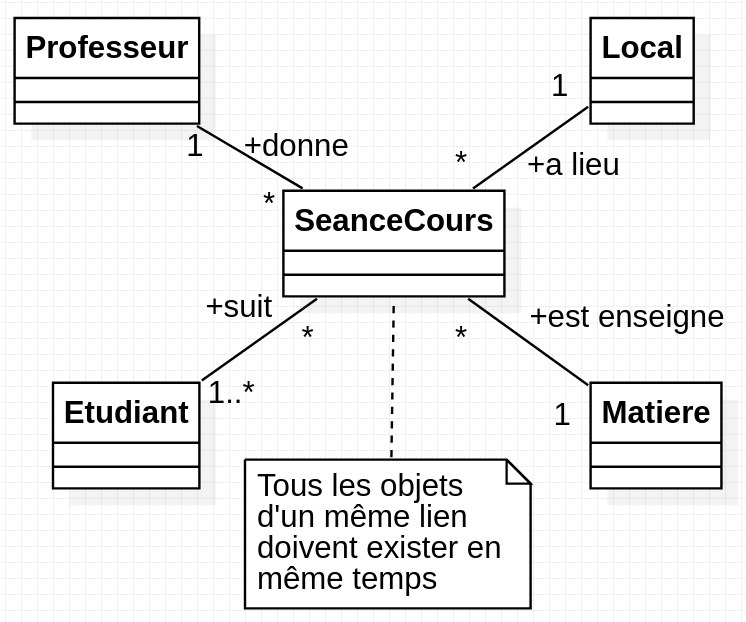 Professeur
Local
1
1
+donne
*
+a lieu
*
SeanceCours
+suit
+est enseigne
*
*
1..*
Etudiant
1
Matiere
Tous les objets
d'un même lien
doivent exister en
même temps